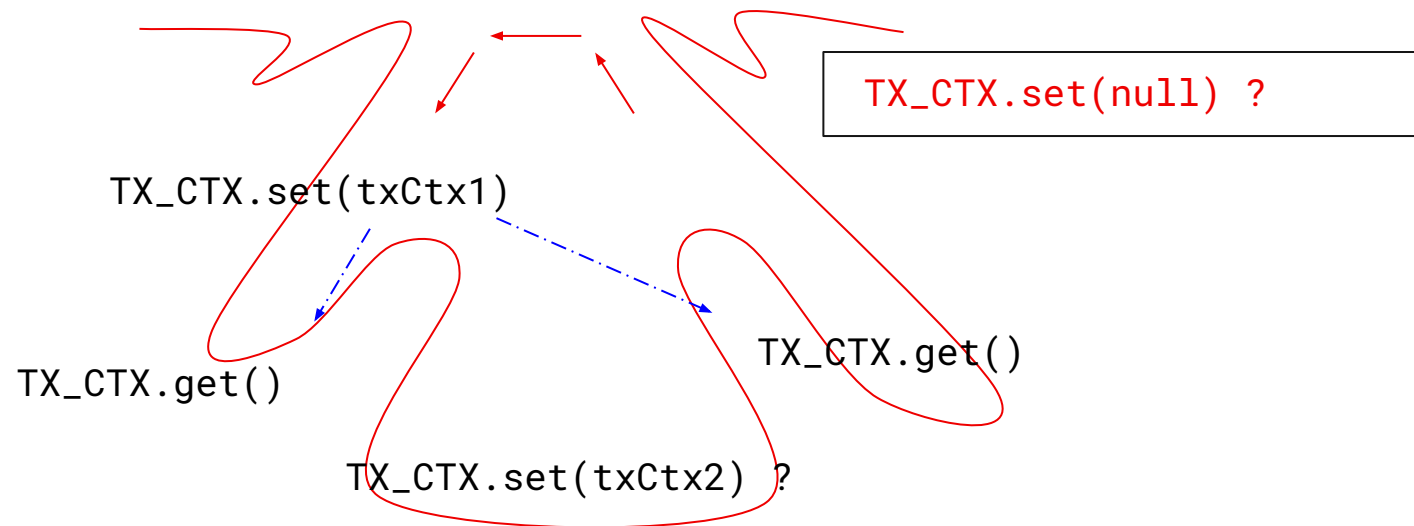 TX_CTX.set(null) ?
TX_CTX.set(txCtx1)
TX_CTX.get()
TX_CTX.get()
TX_CTX.set(txCtx2) ?